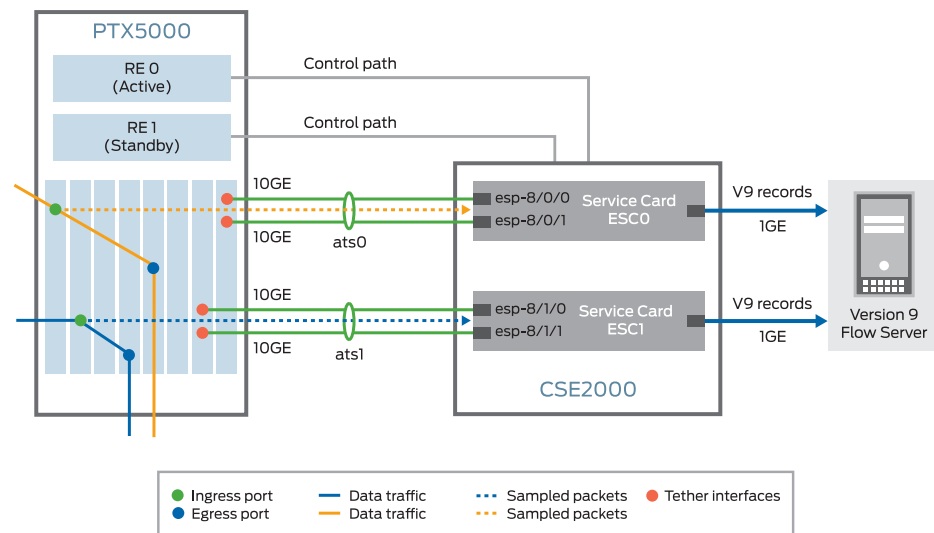 PTX5000
RE 0
(Active)
Control path
RE 1
(Standby)
Control path
10GE
10GE
ats0
esp-8/0/0
esp-8/0/1
Service Card
ESC0
V9 records
1GE
10GE
10GE
ats1
esp-8/1/0
esp-8/1/1
Service Card
ESC1
V9 records
1GE
Version 9
Flow Server
CSE2000
Ingress port
Data traffic
Sampled packets
Tether interfaces
Egress port
Data traffic
Sampled packets